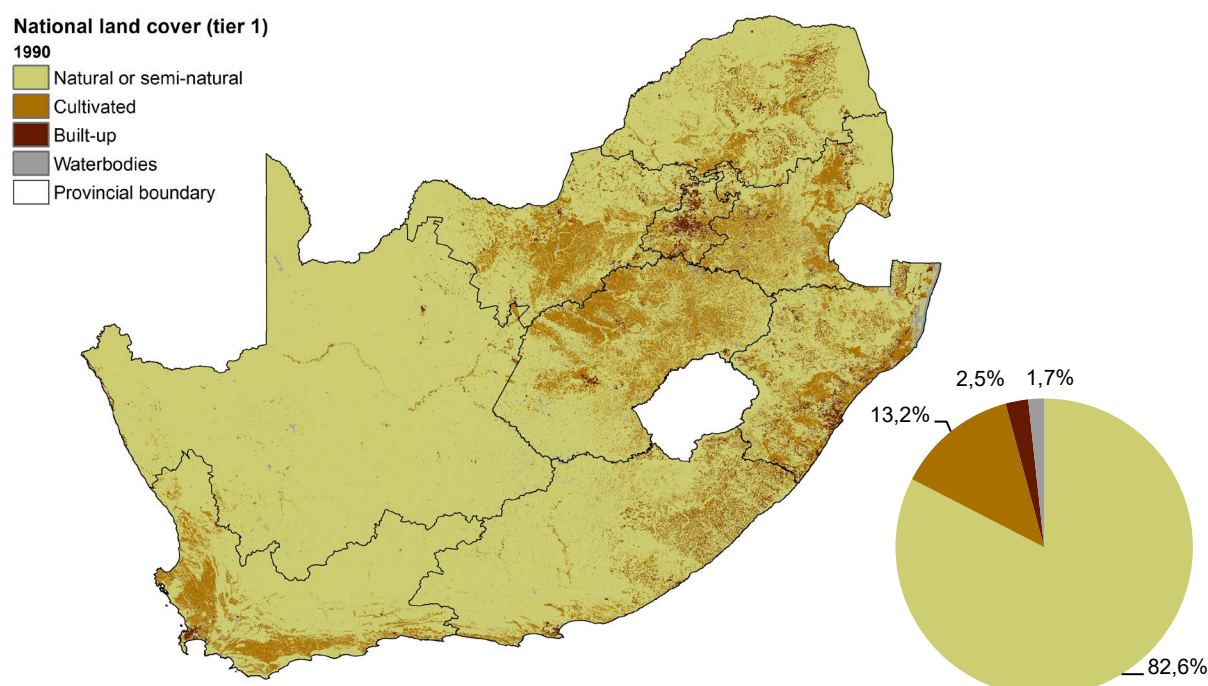 National land cover (tier 1)
1990
Natural or semi-natural
Cultivated
Built-up
Waterbodies
Provincial boundary
2,5%
1,7%
13,2%
82,6%